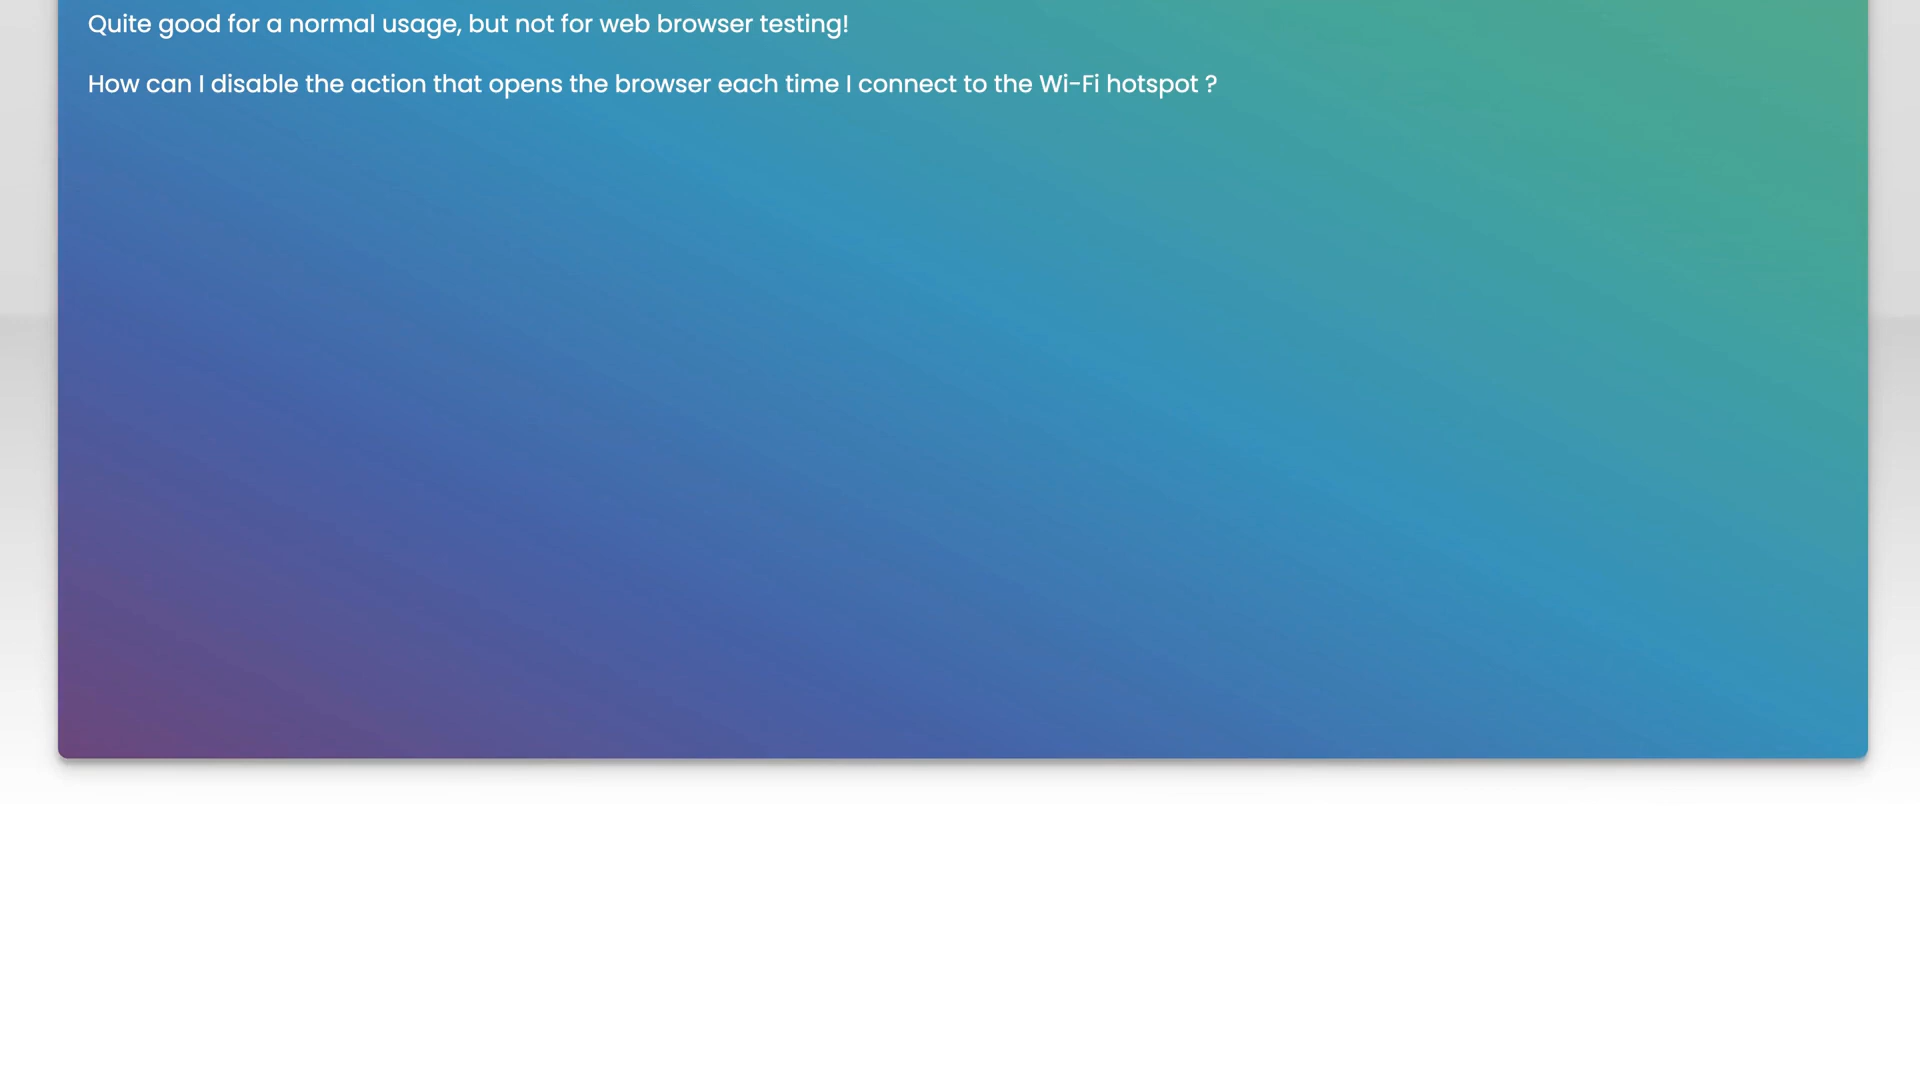 Quite good for a normal usage, but not for web browser testing!
How can I disable the action that opens the browser each time I connect to the Wi-Fi hotspot ?